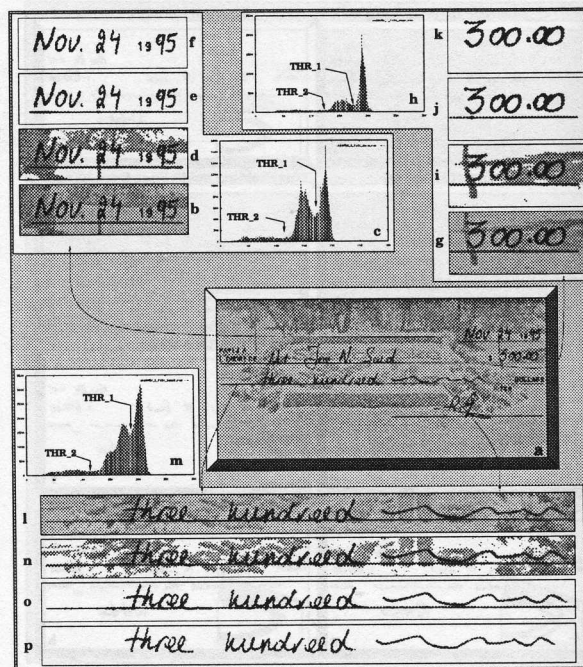 Nov. 24 1995 f
Nov. 24 1995 e
Nov. 24 1995 d
Nov. 24 1995 b
THR_1
THR_2
h
THR_1
THR_2
c
k 300.00
j 300.00
i 300.00
g 300.00
Nov 24 1995
300.00
three hundreed
DOLLARS
a
THR_1
THR_2
m
l three hundreed
n three hundreed
o three hundreed
p three hundreed